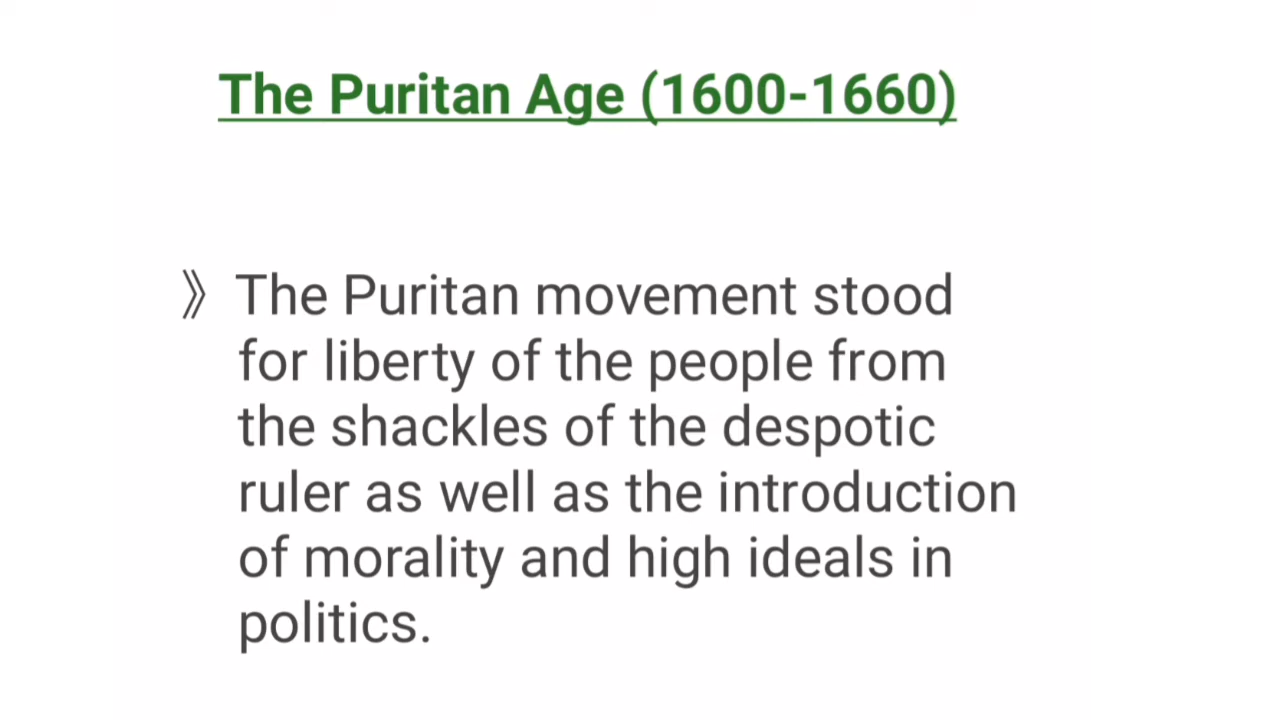 The Puritan Age (1600-1660)
》 The Puritan movement stood
for liberty of the people from
the shackles of the despotic
ruler as well as the introduction
of morality and high ideals in
politics.